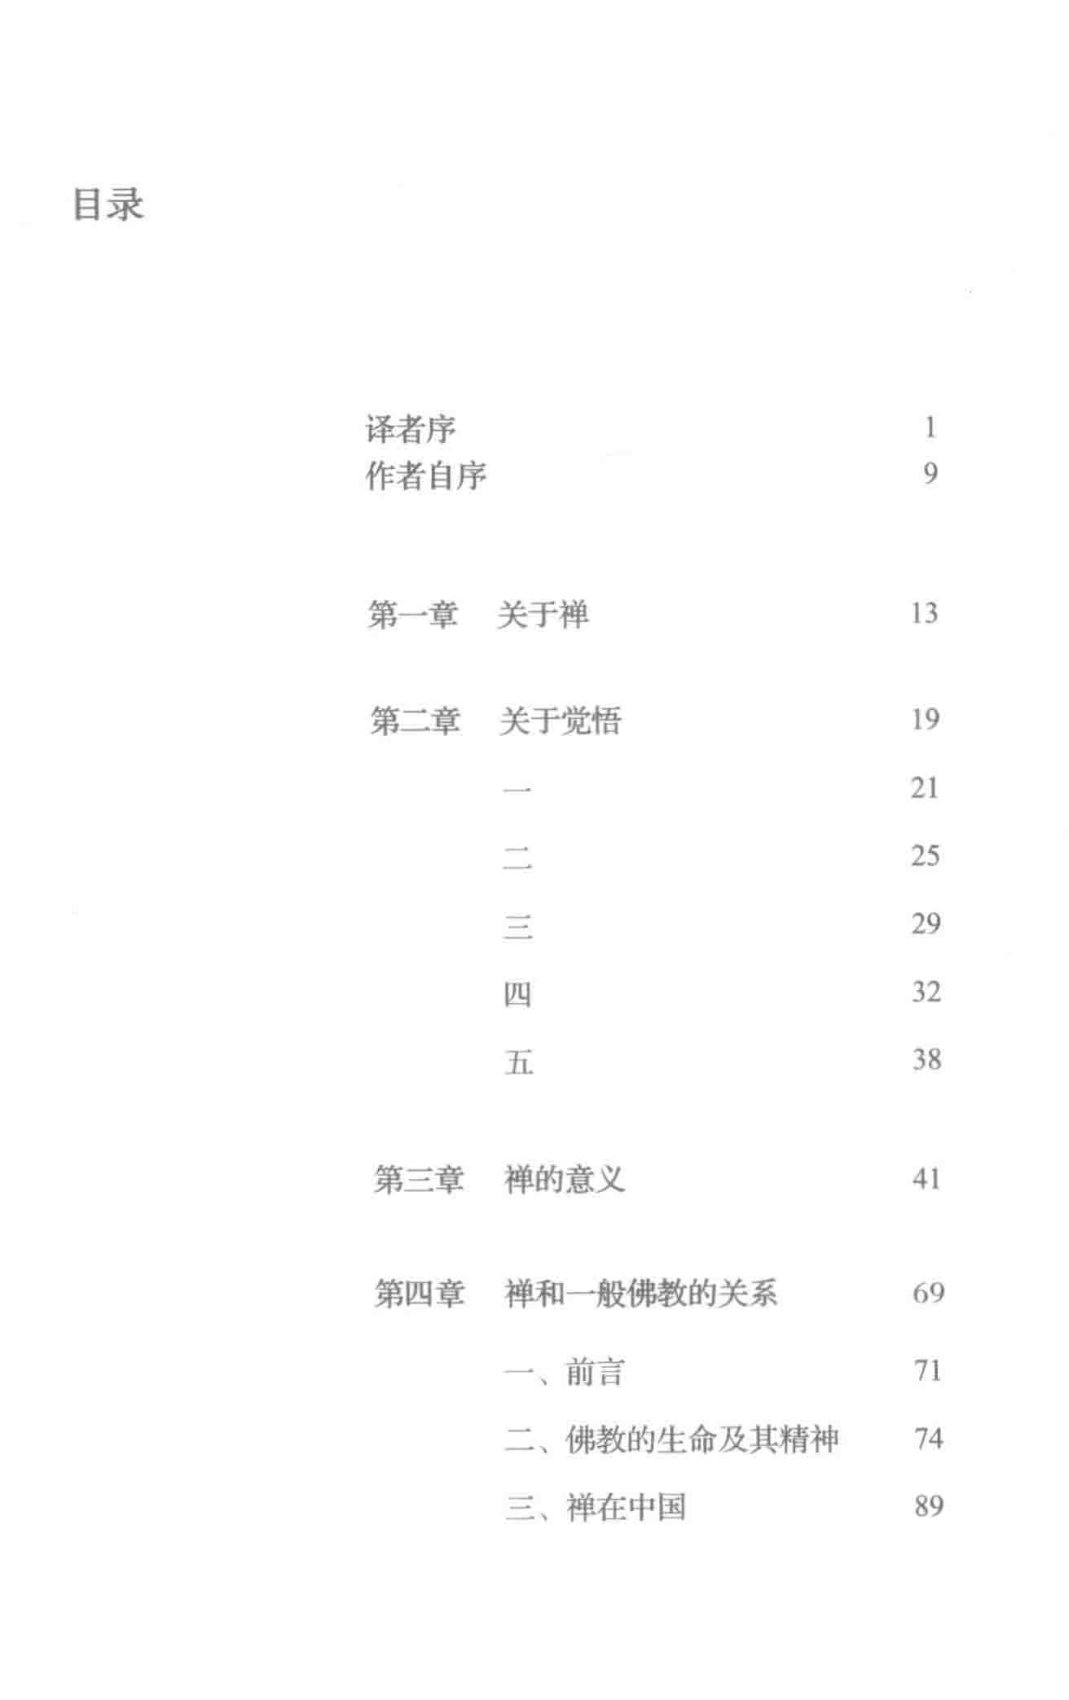 目录
译者序 1
作者自序 9
第一章 关于禅 13
第二章 关于觉悟 19
一 21
二 25
三 29
四 32
五 38
第三章 禅的意义 41
第四章 禅和一般佛教的关系 69
一、前言 71
二、佛教的生命及其精神 74
三、禅在中国 89